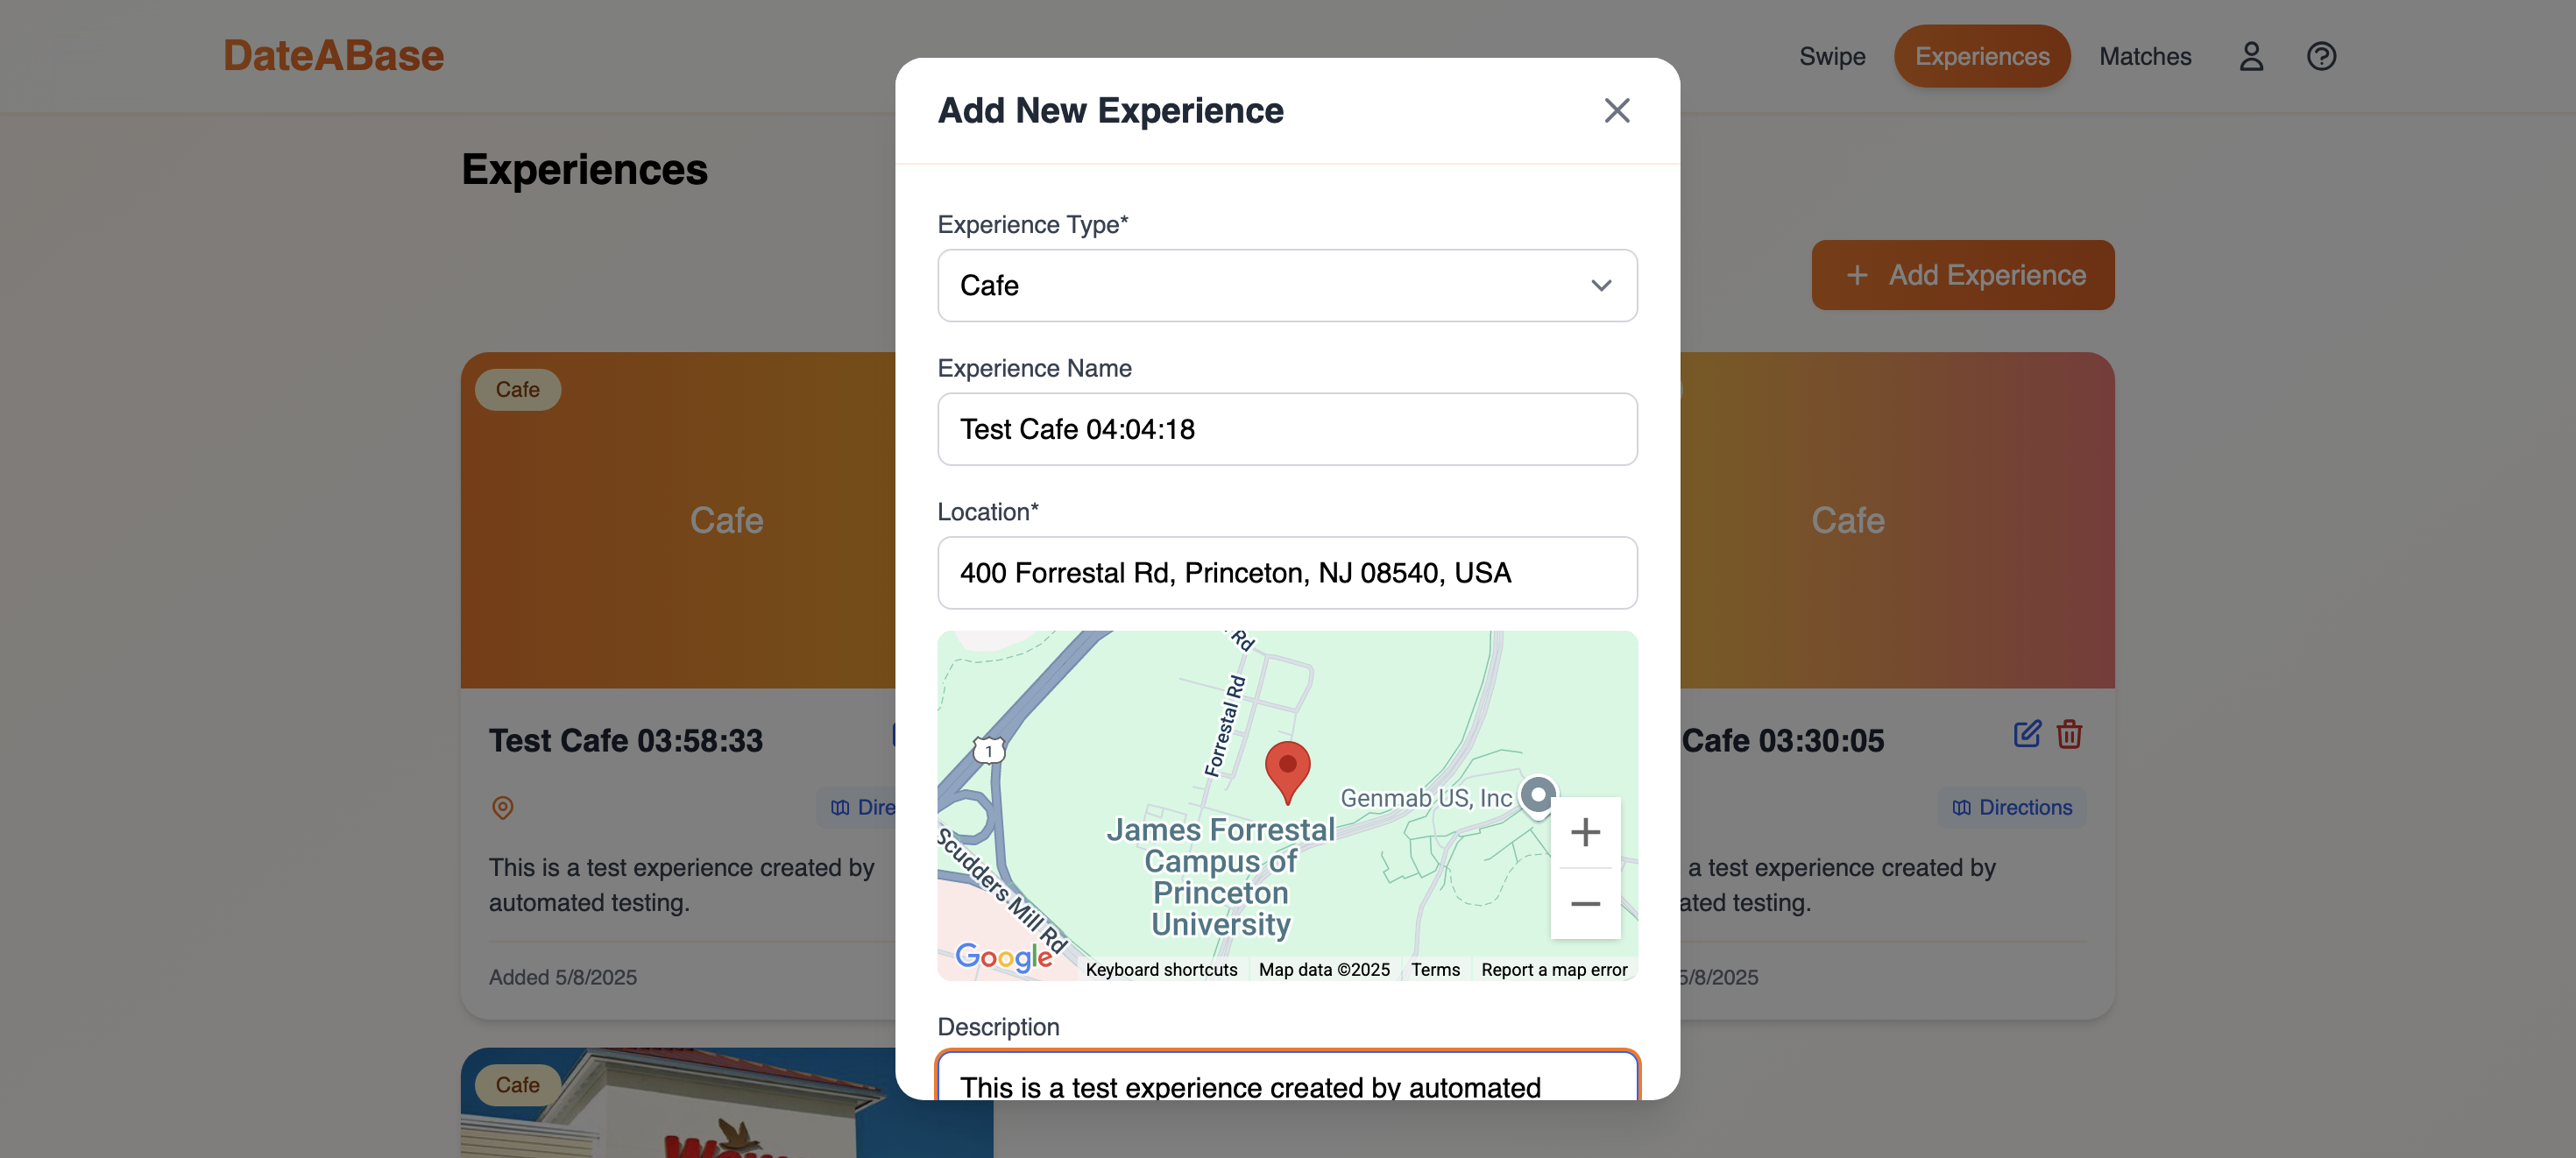 DateABase
Swipe
Experiences
Matches
Experiences
Add Experience
Add New Experience
Experience Type*
Cafe
Experience Name
Test Cafe 04:04:18
Location*
400 Forrestal Rd, Princeton, NJ 08540, USA
Rd
Forrestal Rd
1
Genmab US, Inc
James Forrestal
Campus of
Princeton
University
Scudders Mill Rd
Google
Keyboard shortcuts
Map data ©2025
Terms
Report a map error
Description
This is a test experience created by automated
Cafe
Cafe
Test Cafe 03:58:33
Dire
This is a test experience created by
automated testing.
Added 5/8/2025
Cafe
Cafe 03:30:05
Directions
a test experience created by
ated testing.
5/8/2025
Cafe